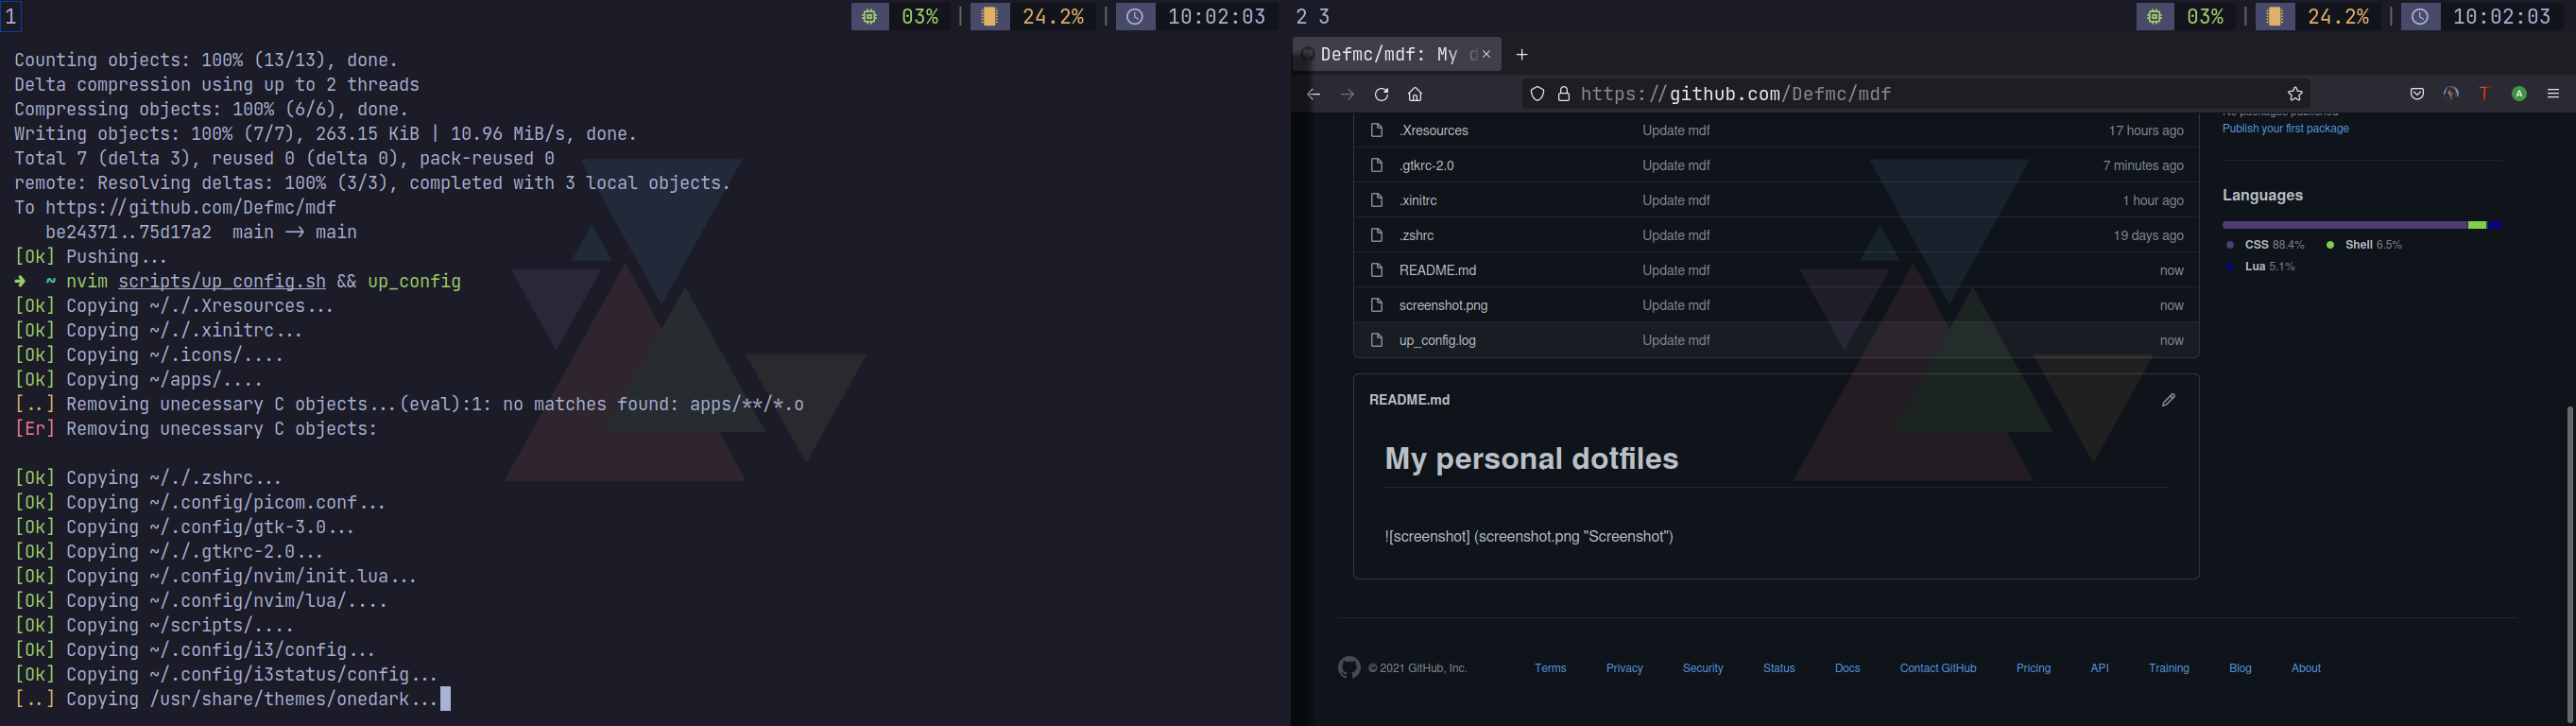 1
03% | 24.2% | 10:02:03
Counting objects: 100% (13/13), done.
Delta compression using up to 2 threads
Compressing objects: 100% (6/6), done.
Writing objects: 100% (7/7), 263.15 KiB | 10.96 MiB/s, done.
Total 7 (delta 3), reused 0 (delta 0), pack-reused 0
remote: Resolving deltas: 100% (3/3), completed with 3 local objects.
To https://github.com/Defmc/mdf
   be24371..75d17a2  main -> main
[Ok] Pushing...
➜  ~ nvim scripts/up_config.sh && up_config
[Ok] Copying ~/./.Xresources...
[Ok] Copying ~/./.xinitrc...
[Ok] Copying ~/.icons/....
[Ok] Copying ~/apps/....
[..] Removing unecessary C objects...(eval):1: no matches found: apps/**/*.o
[Er] Removing unecessary C objects:
[Ok] Copying ~/./.zshrc...
[Ok] Copying ~/.config/picom.conf...
[Ok] Copying ~/.config/gtk-3.0...
[Ok] Copying ~/./.gtkrc-2.0...
[Ok] Copying ~/.config/nvim/init.lua...
[Ok] Copying ~/.config/nvim/lua/....
[Ok] Copying ~/scripts/....
[Ok] Copying ~/.config/i3/config...
[Ok] Copying ~/.config/i3status/config...
[..] Copying /usr/share/themes/onedark...
2 3
03% | 24.2% | 10:02:03
Defmc/mdf: My d
https://github.com/Defmc/mdf
T A
.Xresources Update mdf 17 hours ago
.gtkrc-2.0 Update mdf 7 minutes ago
.xinitrc Update mdf 1 hour ago
.zshrc Update mdf 19 days ago
README.md Update mdf now
screenshot.png Update mdf now
up_config.log Update mdf now
README.md
My personal dotfiles
![screenshot] (screenshot.png "Screenshot")
No packages published
Publish your first package
Languages
CSS 88.4% Shell 6.5%
Lua 5.1%
© 2021 GitHub, Inc. Terms Privacy Security Status Docs Contact GitHub Pricing API Training Blog About